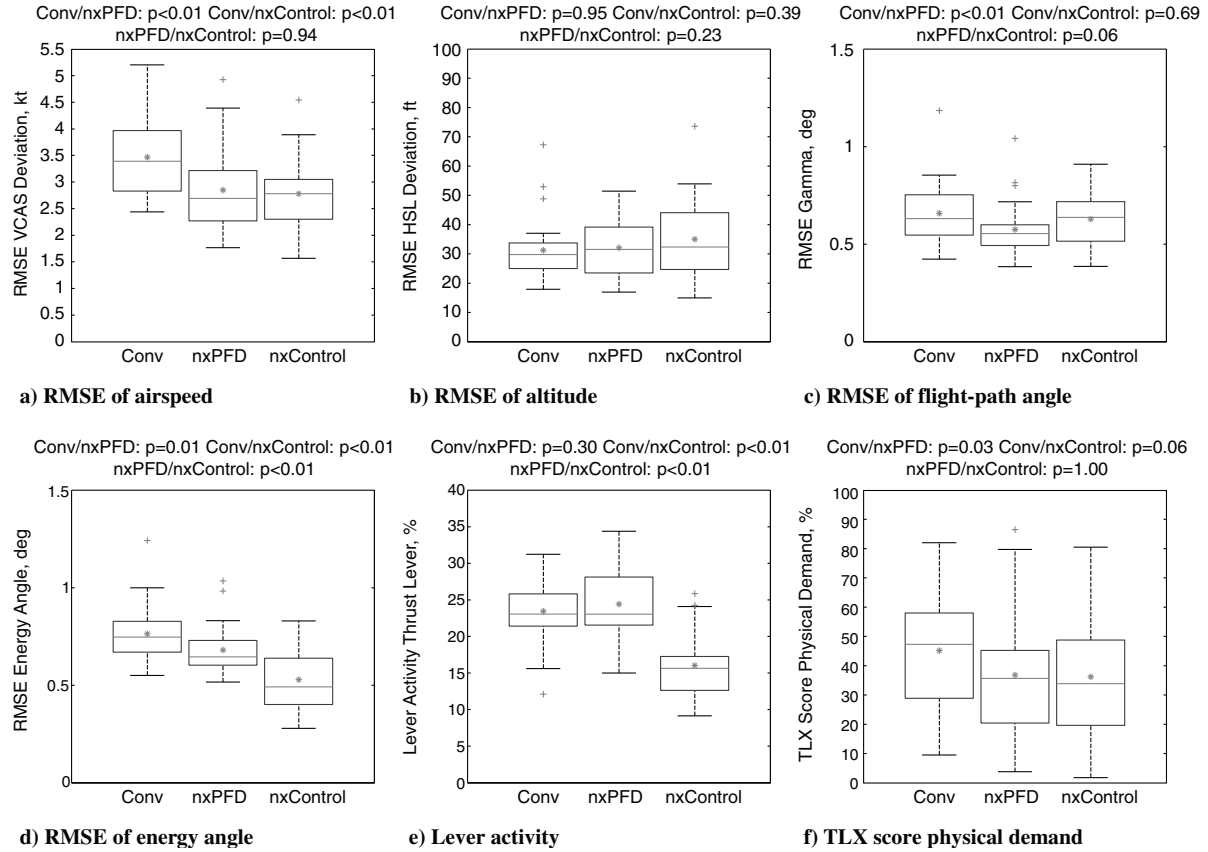 Conv/nxPFD: p<0.01 Conv/nxControl: p<0.01
nxPFD/nxControl: p=0.94
RMSE VCAS Deviation, kt
5.5
5
4.5
4
3.5
3
2.5
2
1.5
1
0.5
0
Conv nxPFD nxControl
a) RMSE of airspeed
Conv/nxPFD: p=0.95 Conv/nxControl: p=0.39
nxPFD/nxControl: p=0.23
RMSE HSL Deviation, ft
100
90
80
70
60
50
40
30
20
10
0
Conv nxPFD nxControl
b) RMSE of altitude
Conv/nxPFD: p<0.01 Conv/nxControl: p=0.69
nxPFD/nxControl: p=0.06
RMSE Gamma, deg
1.5
1
0.5
0
Conv nxPFD nxControl
c) RMSE of flight-path angle
Conv/nxPFD: p=0.01 Conv/nxControl: p<0.01
nxPFD/nxControl: p<0.01
RMSE Energy Angle, deg
1.5
1
0.5
0
Conv nxPFD nxControl
d) RMSE of energy angle
Conv/nxPFD: p=0.30 Conv/nxControl: p<0.01
nxPFD/nxControl: p<0.01
Lever Activity Thrust Lever, %
40
35
30
25
20
15
10
5
0
Conv nxPFD nxControl
e) Lever activity
Conv/nxPFD: p=0.03 Conv/nxControl: p=0.06
nxPFD/nxControl: p=1.00
TLX Score Physical Demand, %
100
90
80
70
60
50
40
30
20
10
0
Conv nxPFD nxControl
f) TLX score physical demand